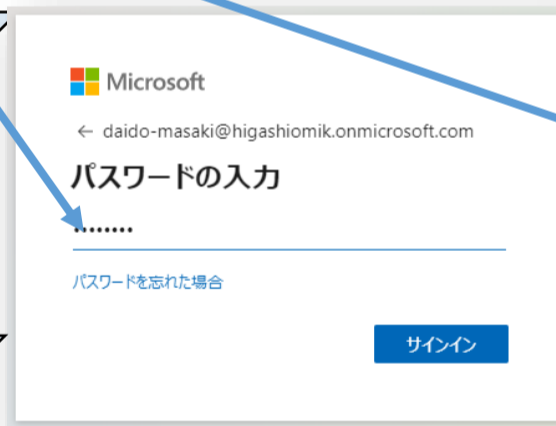 Microsoft
← daido-masaki@higashiomik.onmicrosoft.com
パスワードの入力
........
パスワードを忘れた場合
サインイン